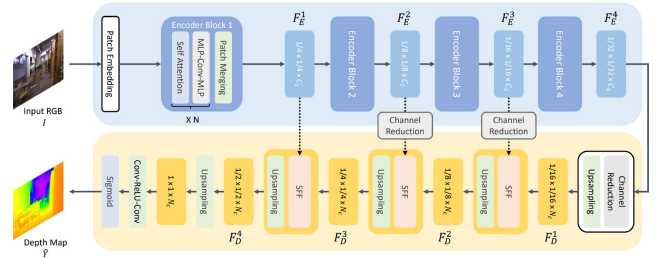 F_E^1
F_E^2
F_E^3
F_E^4
Patch Embedding
Encoder Block 1
Self Attention
MLP-Conv-MLP
Patch Merging
X N
1/4 x 1/4 x C₁
Encoder Block 2
1/8 x 1/8 x C₂
Encoder Block 3
1/16 x 1/16 x C₃
Encoder Block 4
1/32 x 1/32 x C₄
Input RGB
I
Channel
Reduction
Channel
Reduction
Sigmoid
Conv-ReLU-Conv
1 x 1 x N_c
Upsampling
1/2 x 1/2 x N_c
Upsampling
SFF
1/4 x 1/4 x N_c
Upsampling
SFF
1/8 x 1/8 x N_c
Upsampling
SFF
1/16 x 1/16 x N_c
Upsampling
Channel
Reduction
Depth Map
Ŷ
F_D^4
F_D^3
F_D^2
F_D^1